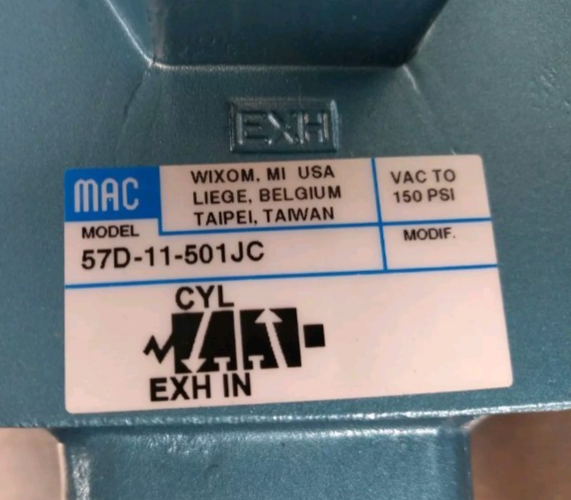 EXH
MAC
WIXOM, MI USA
LIEGE, BELGIUM
TAIPEI, TAIWAN
VAC TO
150 PSI
MODEL
57D-11-501JC
MODIF.
CYL
EXH IN